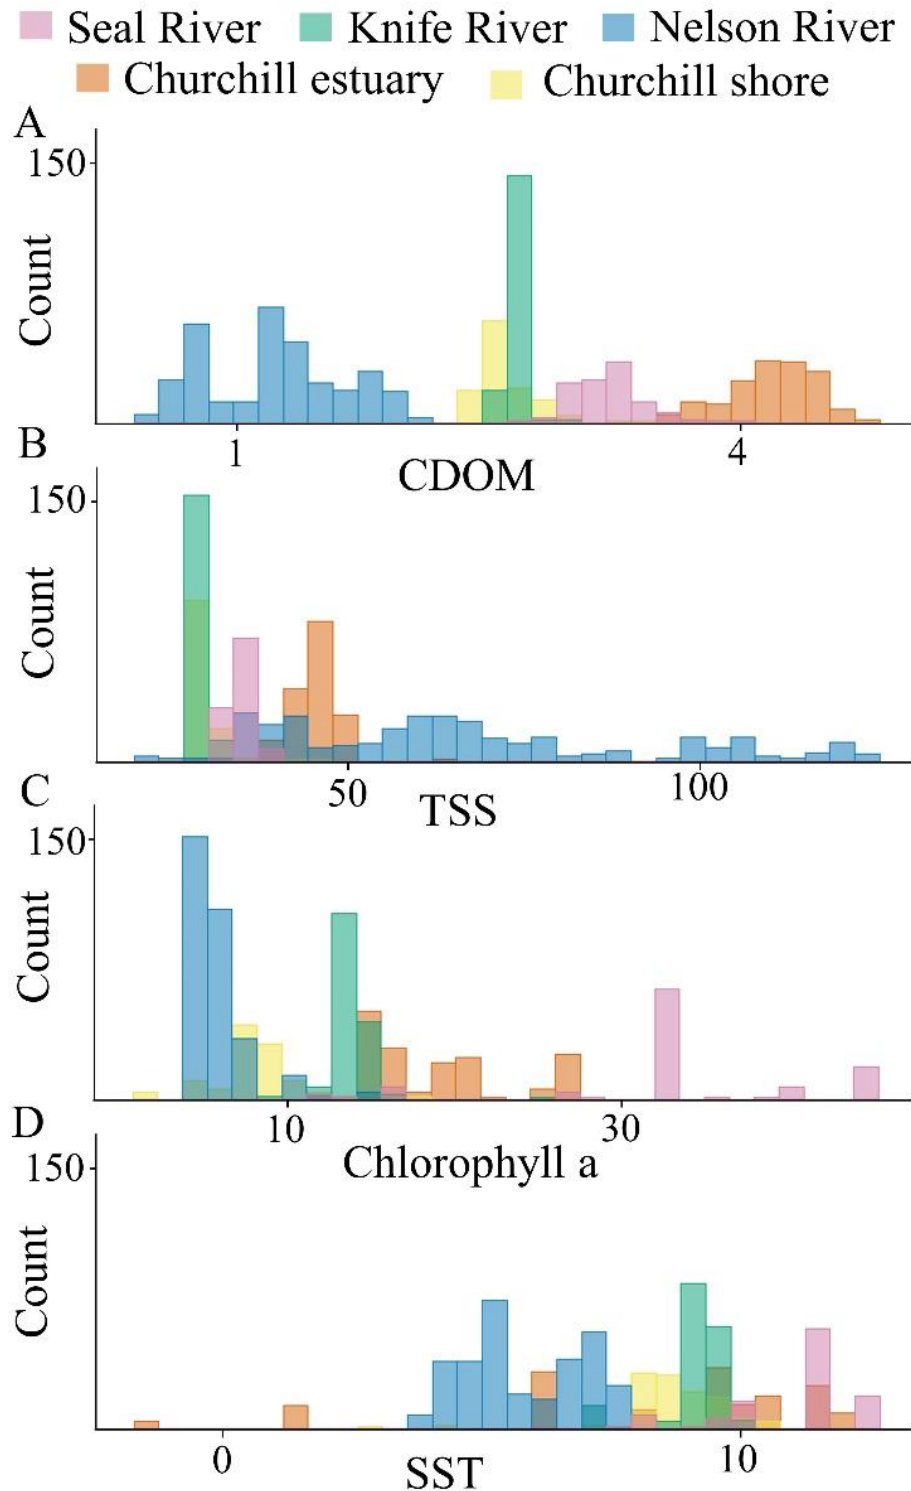 Seal River Knife River Nelson River
Churchill estuary Churchill shore
A
150
Count
1 4
CDOM
B
150
Count
50 100
TSS
C
150
Count
10 30
Chlorophyll a
D
150
Count
0 10
SST